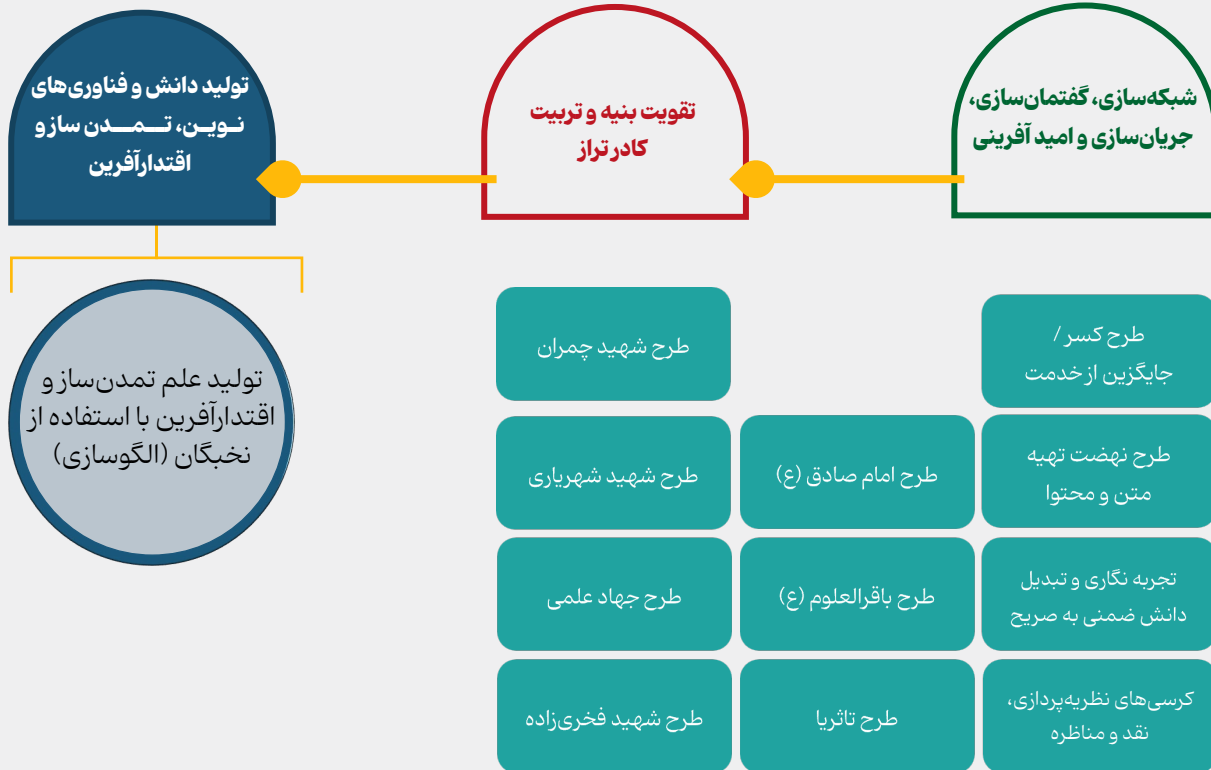 شبکه‌سازی، گفتمان‌سازی،
جریان‌سازی و امید آفرینی
تقویت بنیه و تربیت
کادر تراز
تولید دانش و فناوری‌های
نـویـن، تــمــدن ساز و
اقتدارآفرین
طرح کسر /
جایگزین از خدمت
طرح شهید چمران
تولید علم تمدن‌ساز و
اقتدارآفرین با استفاده از
نخبگان (الگوسازی)
طرح نهضت تهیه
متن و محتوا
طرح امام صادق (ع)
طرح شهید شهریاری
تجربه نگاری و تبدیل
دانش ضمنی به صریح
طرح باقرالعلوم (ع)
طرح جهاد علمی
کرسی‌های نظریه‌پردازی،
نقد و مناظره
طرح تاثریا
طرح شهید فخری‌زاده